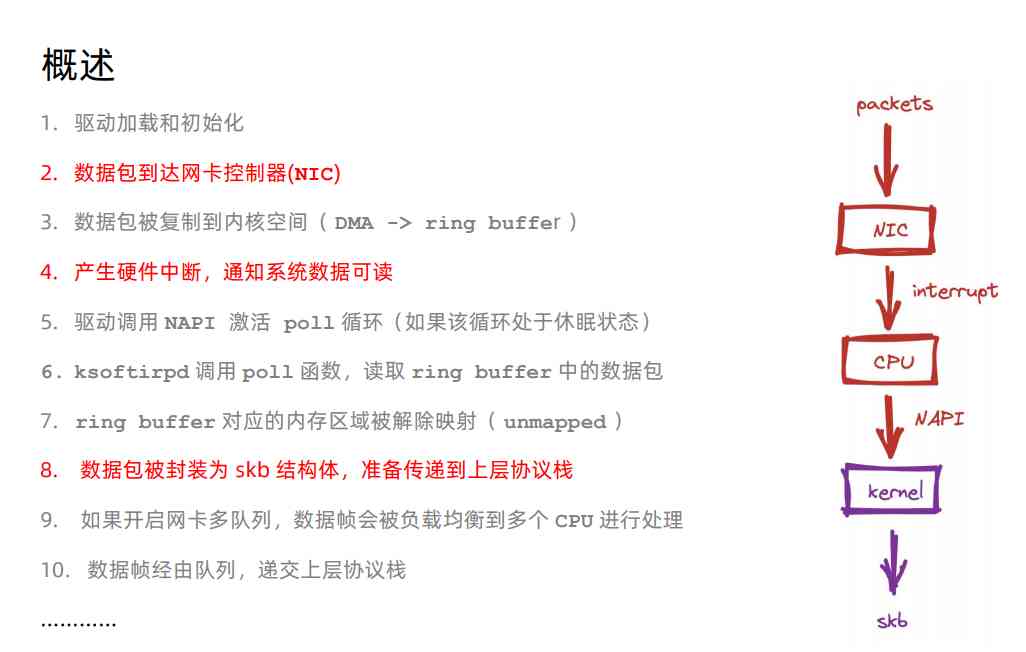 概述
1. 驱动加载和初始化
2. 数据包到达网卡控制器(NIC)
3. 数据包被复制到内核空间（ DMA -> ring buffer ）
4. 产生硬件中断，通知系统数据可读
5. 驱动调用 NAPI 激活 poll 循环（如果该循环处于休眠状态）
6. ksoftirpd 调用 poll 函数，读取 ring buffer 中的数据包
7. ring buffer 对应的内存区域被解除映射（ unmapped ）
8. 数据包被封装为 skb 结构体，准备传递到上层协议栈
9. 如果开启网卡多队列，数据帧会被负载均衡到多个 CPU 进行处理
10. 数据帧经由队列，递交上层协议栈
…………
packets
NIC
interrupt
CPU
NAPI
kernel
skb